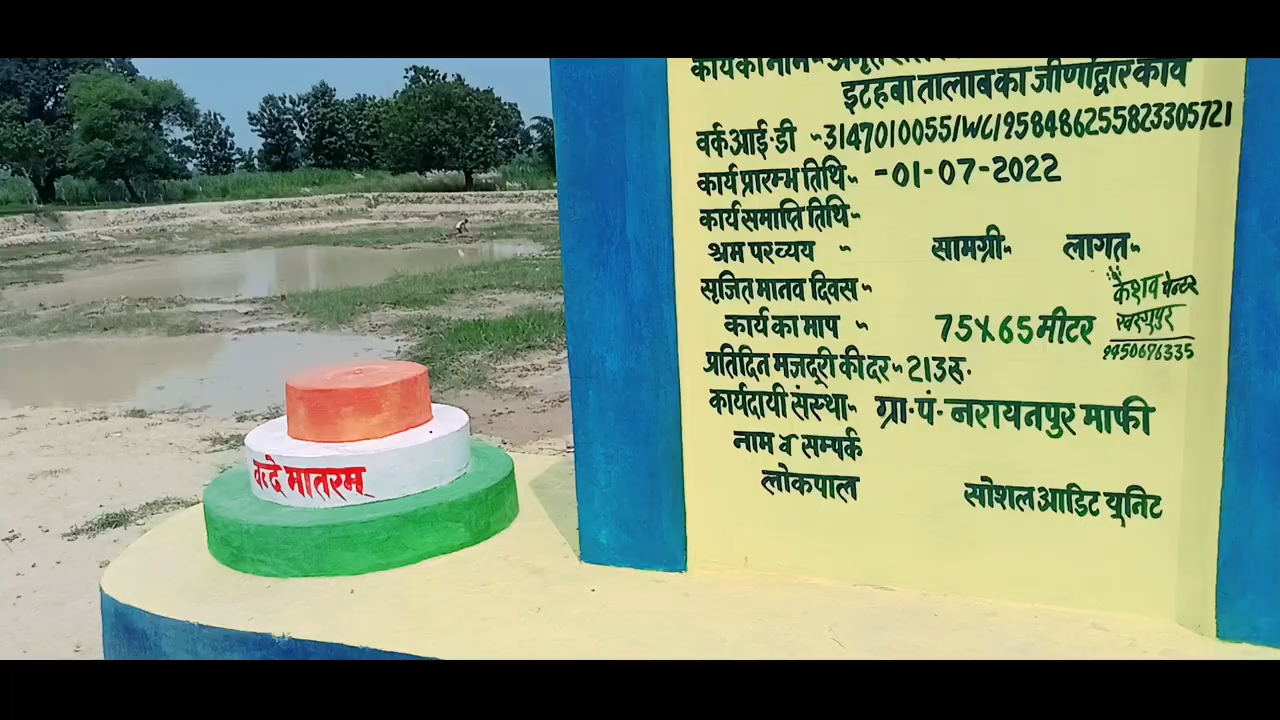 कार्य का नाम~ अमृत
इटहबा तालाब का जीर्णोद्वार कार्य
वर्क आई.डी ~3147010055/WC/958486255823305721
कार्य प्रारम्भ तिथि~ -01-07-2022
कार्य समाप्ति तिथि~
श्रम पर व्यय ~ सामग्री~ लागत~
सृजित मानव दिवस~
कार्य का माप ~ 75X65 मीटर
प्रतिदिन मजदूरी की दर~ 213रु.
कार्यदायी संस्था~ ग्रा.पं. नरायनपुर माफी
नाम व सम्पर्क
लोकपाल सोशल आडिट यूनिट
केशव पेन्टर
9450676335
वन्दे मातरम्